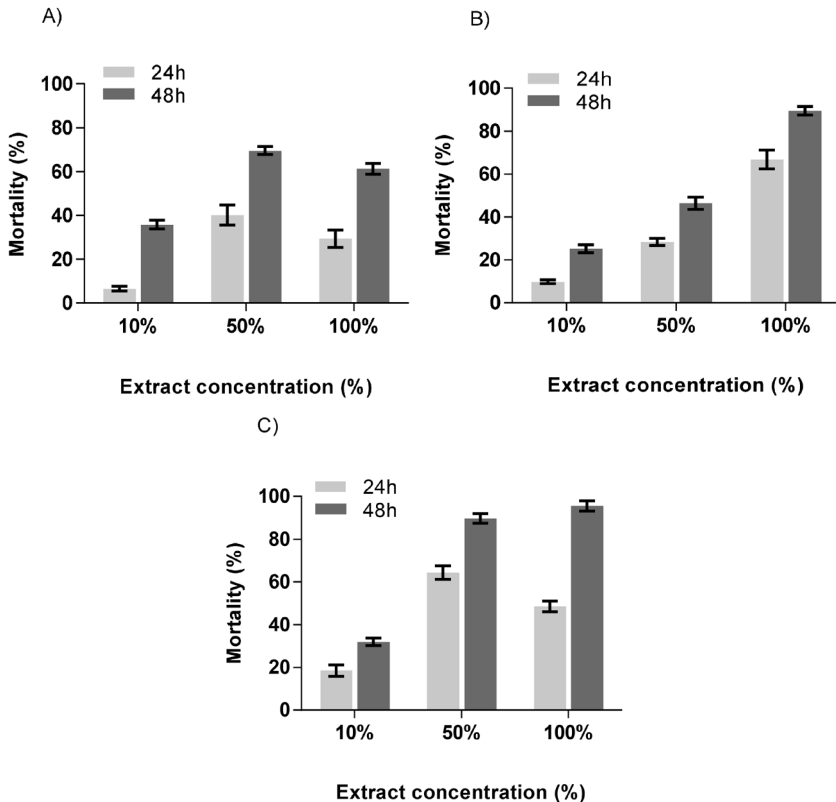 A)
24h
48h
100
80
60
40
20
0
Mortality (%)
10% 50% 100%
Extract concentration (%)
B)
24h
48h
100
80
60
40
20
0
Mortality (%)
10% 50% 100%
Extract concentration (%)
C)
24h
48h
100
80
60
40
20
0
Mortality (%)
10% 50% 100%
Extract concentration (%)